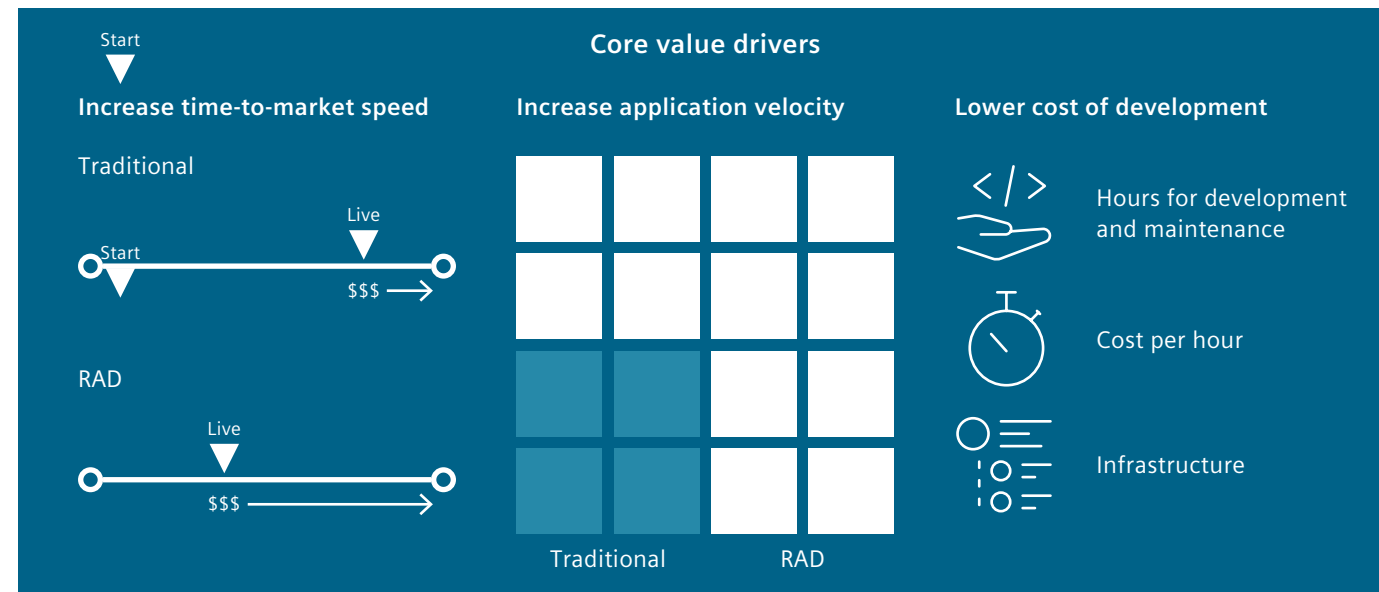 Start
Core value drivers
Increase time-to-market speed
Traditional
Live
Start
$$$
RAD
Live
$$$
Increase application velocity
Traditional
RAD
Lower cost of development
</>
Hours for development
and maintenance
Cost per hour
Infrastructure